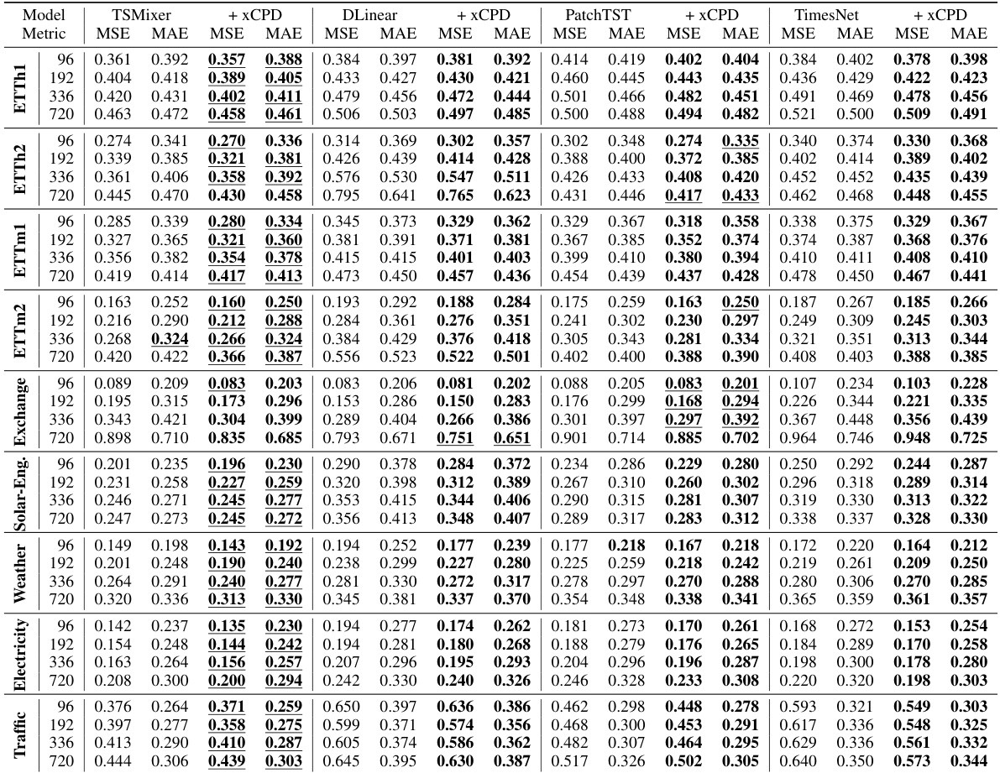 Model TSMixer + xCPD DLinear + xCPD PatchTST + xCPD TimesNet + xCPD
Metric MSE MAE MSE MAE MSE MAE MSE MAE MSE MAE MSE MAE MSE MAE MSE MAE
ETTh1
96 0.361 0.392 0.357 0.388 0.384 0.397 0.381 0.392 0.414 0.419 0.402 0.404 0.384 0.402 0.378 0.398
192 0.404 0.418 0.389 0.405 0.433 0.427 0.430 0.421 0.460 0.445 0.443 0.435 0.436 0.429 0.422 0.423
336 0.420 0.431 0.402 0.411 0.479 0.456 0.472 0.444 0.501 0.466 0.482 0.451 0.491 0.469 0.478 0.456
720 0.463 0.472 0.458 0.461 0.506 0.503 0.497 0.485 0.500 0.488 0.494 0.482 0.521 0.500 0.509 0.491
ETTh2
96 0.274 0.341 0.270 0.336 0.314 0.369 0.302 0.357 0.302 0.348 0.274 0.335 0.340 0.374 0.330 0.368
192 0.339 0.385 0.321 0.381 0.426 0.439 0.414 0.428 0.388 0.400 0.372 0.385 0.402 0.414 0.389 0.402
336 0.361 0.406 0.358 0.392 0.576 0.530 0.547 0.511 0.426 0.433 0.408 0.420 0.452 0.452 0.435 0.439
720 0.445 0.470 0.430 0.458 0.795 0.641 0.765 0.623 0.431 0.446 0.417 0.433 0.462 0.468 0.448 0.455
ETTm1
96 0.285 0.339 0.280 0.334 0.345 0.373 0.329 0.362 0.329 0.367 0.318 0.358 0.338 0.375 0.329 0.367
192 0.327 0.365 0.321 0.360 0.381 0.391 0.371 0.381 0.367 0.385 0.352 0.374 0.374 0.387 0.368 0.376
336 0.356 0.382 0.354 0.378 0.415 0.415 0.401 0.403 0.399 0.410 0.380 0.394 0.410 0.411 0.408 0.410
720 0.419 0.414 0.417 0.413 0.473 0.450 0.457 0.436 0.454 0.439 0.437 0.428 0.478 0.450 0.467 0.441
ETTm2
96 0.163 0.252 0.160 0.250 0.193 0.292 0.188 0.284 0.175 0.259 0.163 0.250 0.187 0.267 0.185 0.266
192 0.216 0.290 0.212 0.288 0.284 0.361 0.276 0.351 0.241 0.302 0.230 0.297 0.249 0.309 0.245 0.303
336 0.268 0.324 0.266 0.324 0.384 0.429 0.376 0.418 0.305 0.343 0.281 0.334 0.321 0.351 0.313 0.344
720 0.420 0.422 0.366 0.387 0.556 0.523 0.522 0.501 0.402 0.400 0.388 0.390 0.408 0.403 0.388 0.385
Exchange
96 0.089 0.209 0.083 0.203 0.083 0.206 0.081 0.202 0.088 0.205 0.083 0.201 0.107 0.234 0.103 0.228
192 0.195 0.315 0.173 0.296 0.153 0.286 0.150 0.283 0.176 0.299 0.168 0.294 0.226 0.344 0.221 0.335
336 0.343 0.421 0.304 0.399 0.289 0.404 0.266 0.386 0.301 0.397 0.297 0.392 0.367 0.448 0.356 0.439
720 0.898 0.710 0.835 0.685 0.793 0.671 0.751 0.651 0.901 0.714 0.885 0.702 0.964 0.746 0.948 0.725
Solar-Eng.
96 0.201 0.235 0.196 0.230 0.290 0.378 0.284 0.372 0.234 0.286 0.229 0.280 0.250 0.292 0.244 0.287
192 0.231 0.258 0.227 0.259 0.320 0.398 0.312 0.389 0.267 0.310 0.260 0.302 0.296 0.318 0.289 0.314
336 0.246 0.271 0.245 0.277 0.353 0.415 0.344 0.406 0.290 0.315 0.281 0.307 0.319 0.330 0.313 0.322
720 0.247 0.273 0.245 0.272 0.356 0.413 0.348 0.407 0.289 0.317 0.283 0.312 0.338 0.337 0.328 0.330
Weather
96 0.149 0.198 0.143 0.192 0.194 0.252 0.177 0.239 0.177 0.218 0.167 0.218 0.172 0.220 0.164 0.212
192 0.201 0.248 0.190 0.240 0.238 0.299 0.227 0.280 0.225 0.259 0.218 0.242 0.219 0.261 0.209 0.250
336 0.264 0.291 0.240 0.277 0.281 0.330 0.272 0.317 0.278 0.297 0.270 0.288 0.280 0.306 0.270 0.285
720 0.320 0.336 0.313 0.330 0.345 0.381 0.337 0.370 0.354 0.348 0.338 0.341 0.365 0.359 0.361 0.357
Electricity
96 0.142 0.237 0.135 0.230 0.194 0.277 0.174 0.262 0.181 0.273 0.170 0.261 0.168 0.272 0.153 0.254
192 0.154 0.248 0.144 0.242 0.194 0.281 0.180 0.268 0.188 0.279 0.176 0.265 0.184 0.289 0.170 0.258
336 0.163 0.264 0.156 0.257 0.207 0.296 0.195 0.293 0.204 0.296 0.196 0.287 0.198 0.300 0.178 0.280
720 0.208 0.300 0.200 0.294 0.242 0.330 0.240 0.326 0.246 0.328 0.233 0.308 0.220 0.320 0.198 0.303
Traffic
96 0.376 0.264 0.371 0.259 0.650 0.397 0.636 0.386 0.462 0.298 0.448 0.278 0.593 0.321 0.549 0.303
192 0.397 0.277 0.358 0.275 0.599 0.371 0.574 0.356 0.468 0.300 0.453 0.291 0.617 0.336 0.548 0.325
336 0.413 0.290 0.410 0.287 0.605 0.374 0.586 0.362 0.482 0.307 0.464 0.295 0.629 0.336 0.561 0.332
720 0.444 0.306 0.439 0.303 0.645 0.395 0.630 0.387 0.517 0.326 0.502 0.305 0.640 0.350 0.573 0.344